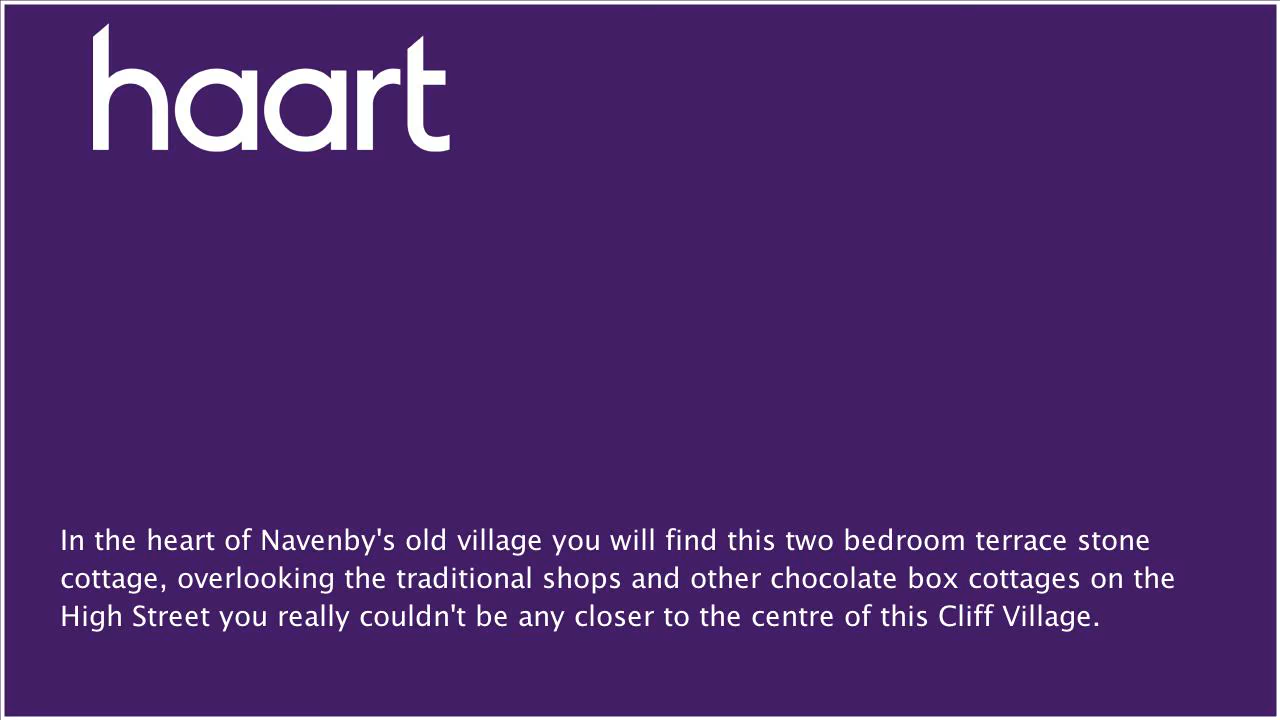 haart
In the heart of Navenby's old village you will find this two bedroom terrace stone
cottage, overlooking the traditional shops and other chocolate box cottages on the
High Street you really couldn't be any closer to the centre of this Cliff Village.